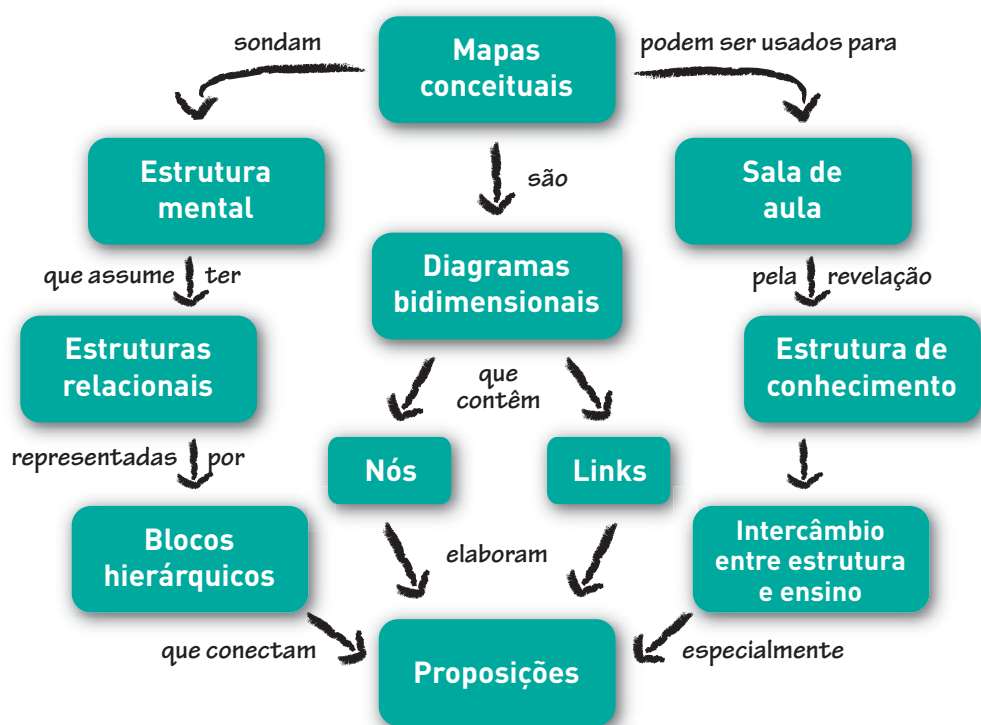 sondam
Mapas
conceituais
podem ser usados para
Estrutura
mental
são
Sala de
aula
que assume ter
Diagramas
bidimensionais
pela revelação
Estruturas
relacionais
que
contêm
Estrutura de
conhecimento
representadas por
Nós
Links
Blocos
hierárquicos
elaboram
Intercâmbio
entre estrutura
e ensino
que conectam
Proposições
especialmente